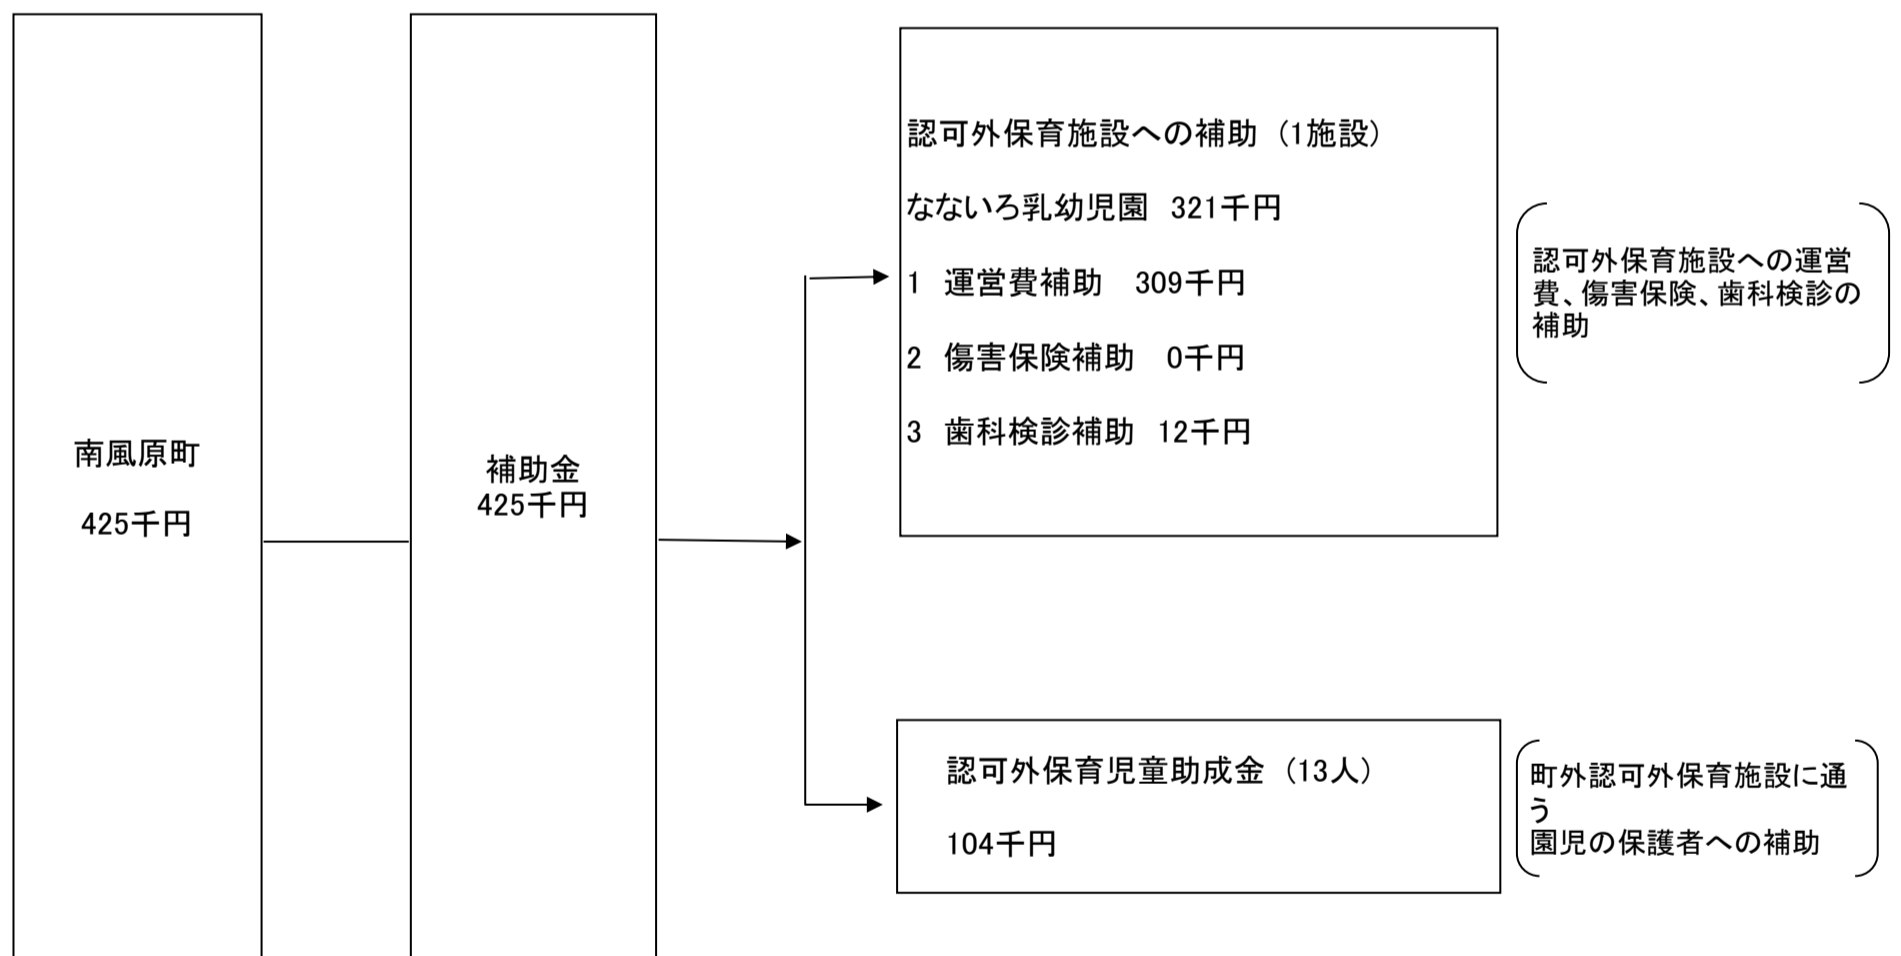 南風原町
425千円
補助金
425千円
認可外保育施設への補助（1施設）
なないろ乳幼児園　321千円
1　運営費補助　309千円
2　傷害保険補助　0千円
3　歯科検診補助　12千円
認可外保育施設への運営
費、傷害保険、歯科検診の
補助
認可外保育児童助成金（13人）
104千円
町外認可外保育施設に通
う
園児の保護者への補助